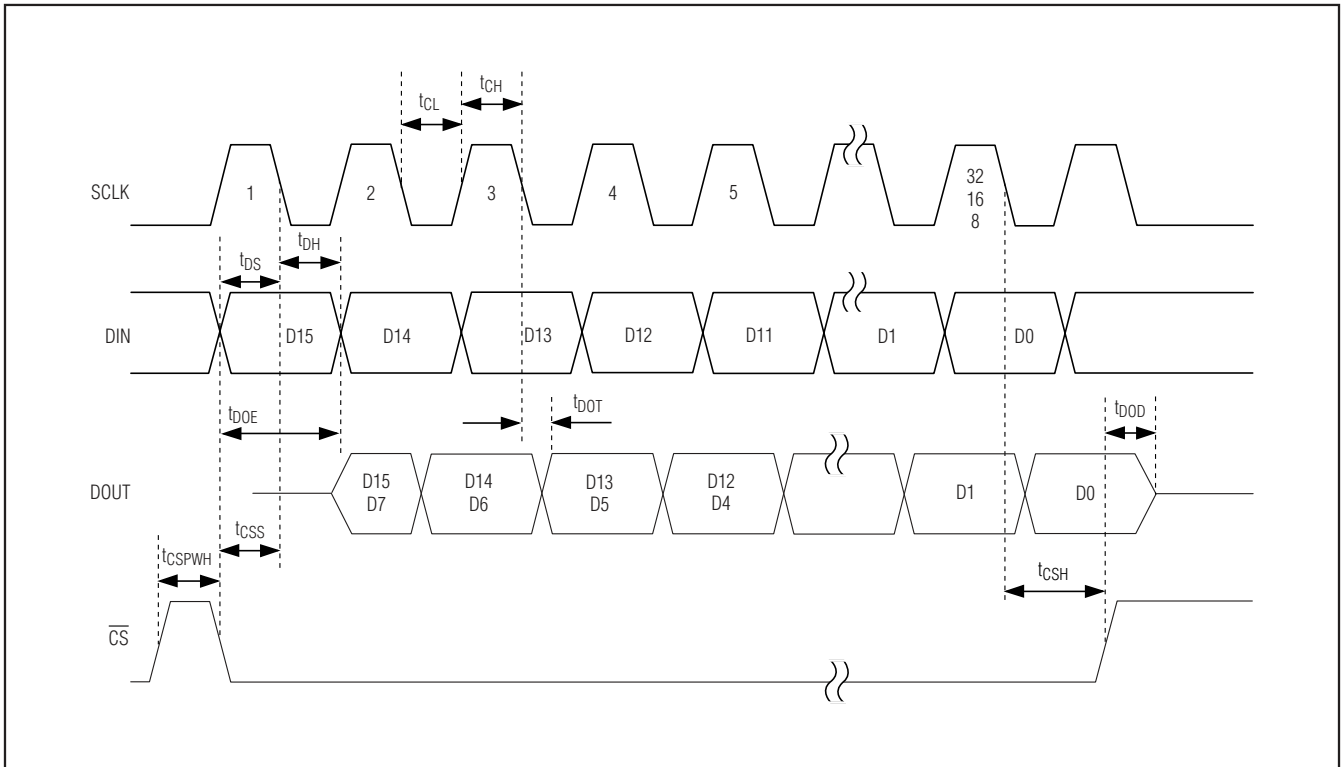 tCH
tCL
SCLK 1 2 3 4 5 32
16
8
tDH
tDS
DIN D15 D14 D13 D12 D11 D1 D0
tDOE tDOT tDOD
DOUT D15 D14 D13 D12 D1 D0
D7 D6 D5 D4
tCSS
tCSPWH tCSH
CS